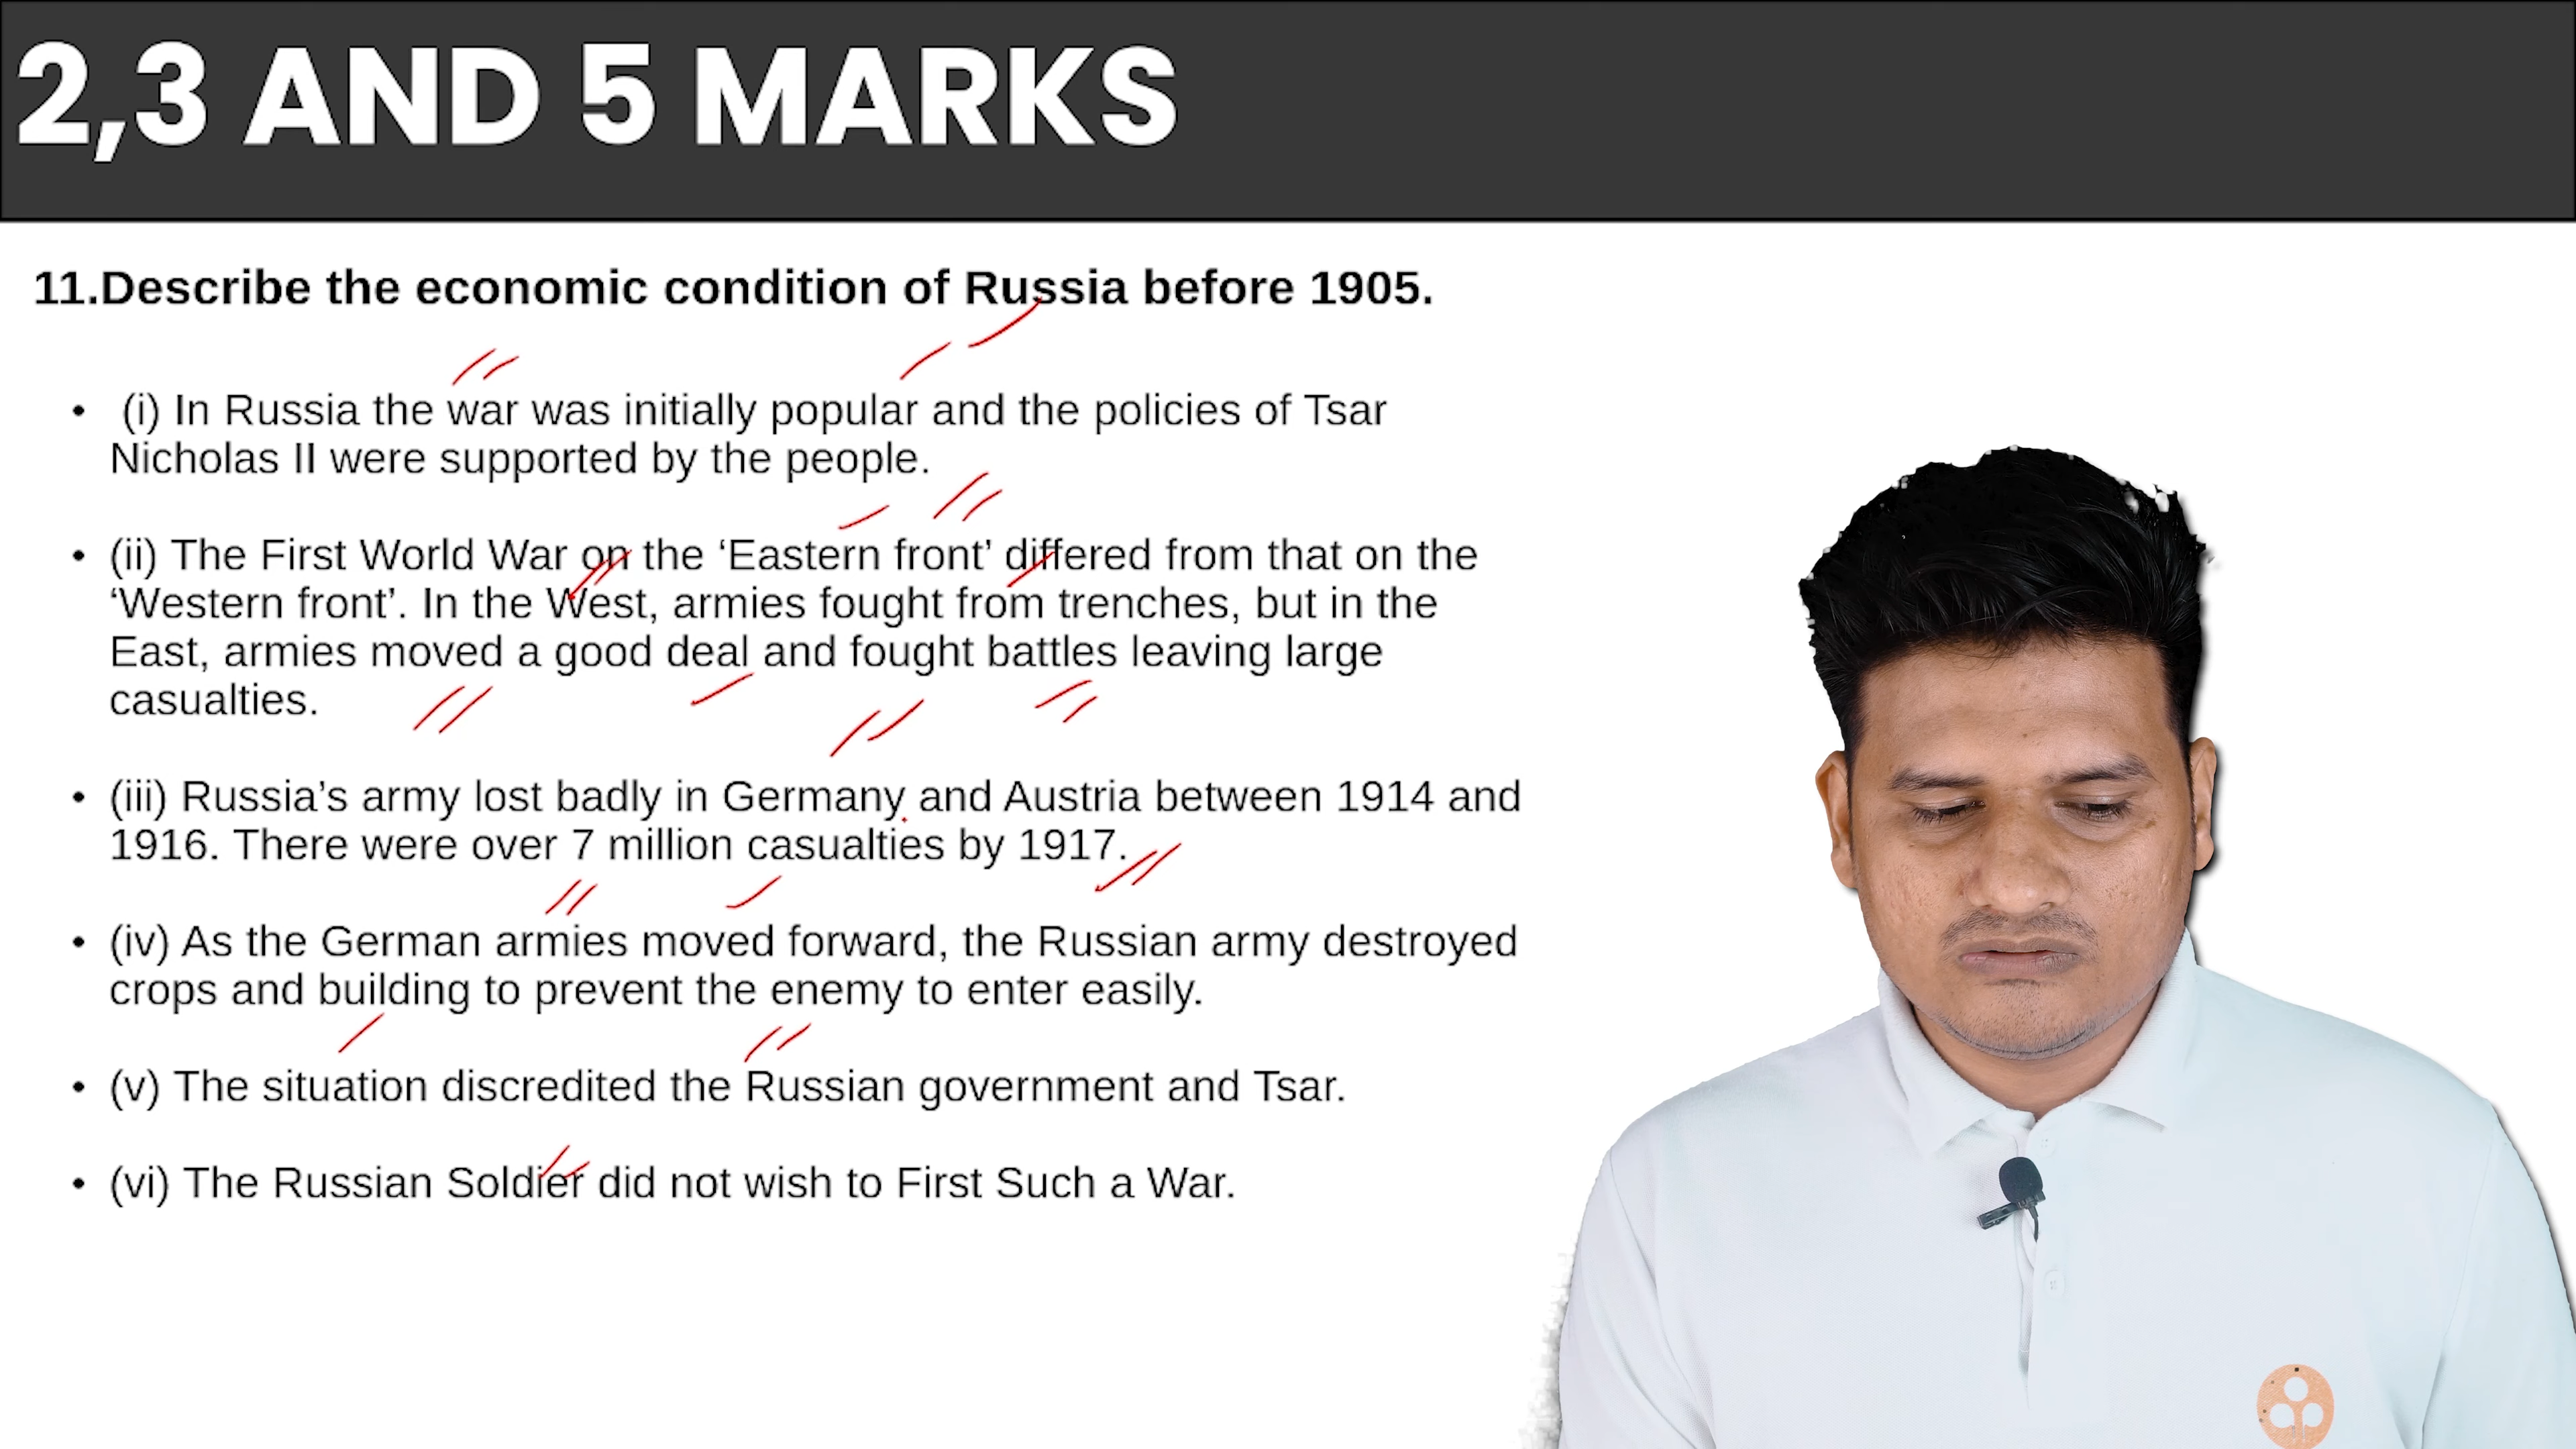 2,3 AND 5 MARKS
11.Describe the economic condition of Russia before 1905.
• (i) In Russia the war was initially popular and the policies of Tsar
Nicholas II were supported by the people.
• (ii) The First World War on the ‘Eastern front’ differed from that on the
‘Western front’. In the West, armies fought from trenches, but in the
East, armies moved a good deal and fought battles leaving large
casualties.
• (iii) Russia’s army lost badly in Germany and Austria between 1914 and
1916. There were over 7 million casualties by 1917.
• (iv) As the German armies moved forward, the Russian army destroyed
crops and building to prevent the enemy to enter easily.
• (v) The situation discredited the Russian government and Tsar.
• (vi) The Russian Soldier did not wish to First Such a War.